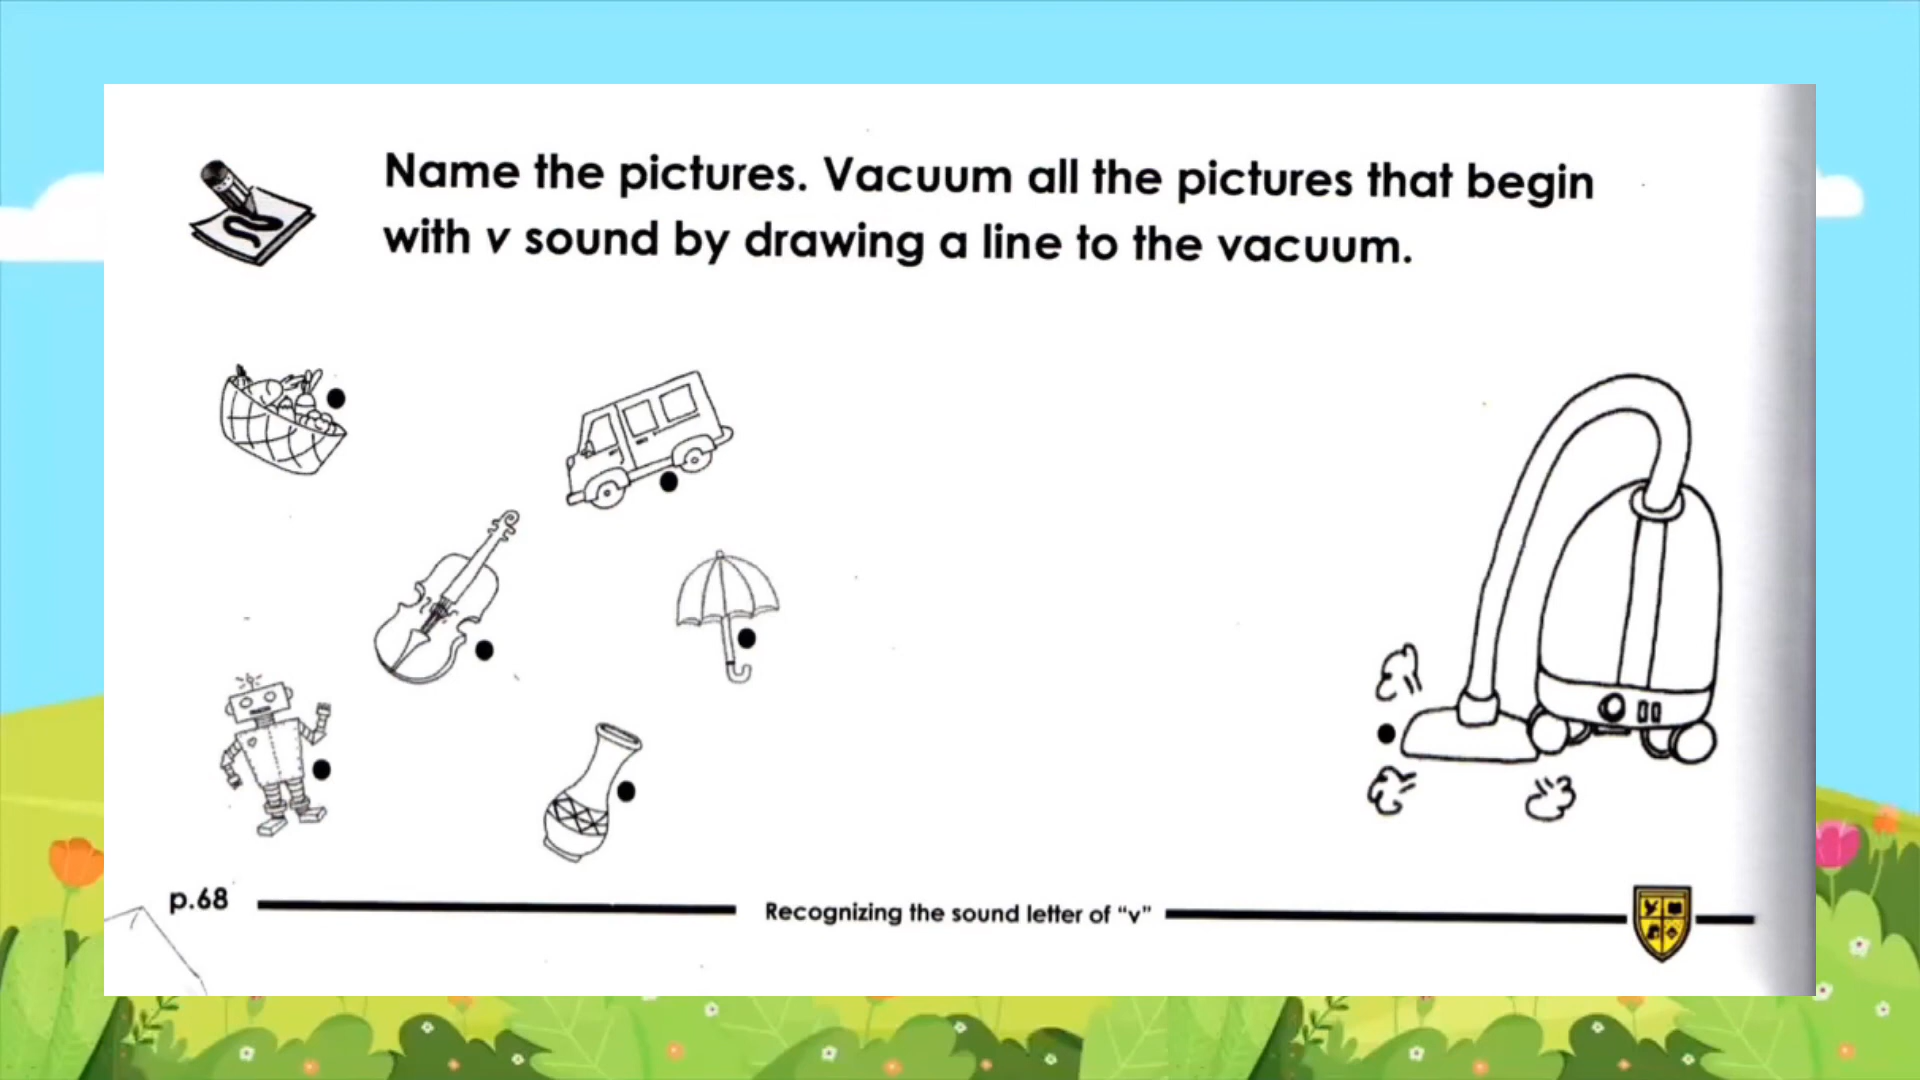 Name the pictures. Vacuum all the pictures that begin
with v sound by drawing a line to the vacuum.
p.68
Recognizing the sound letter of “v”